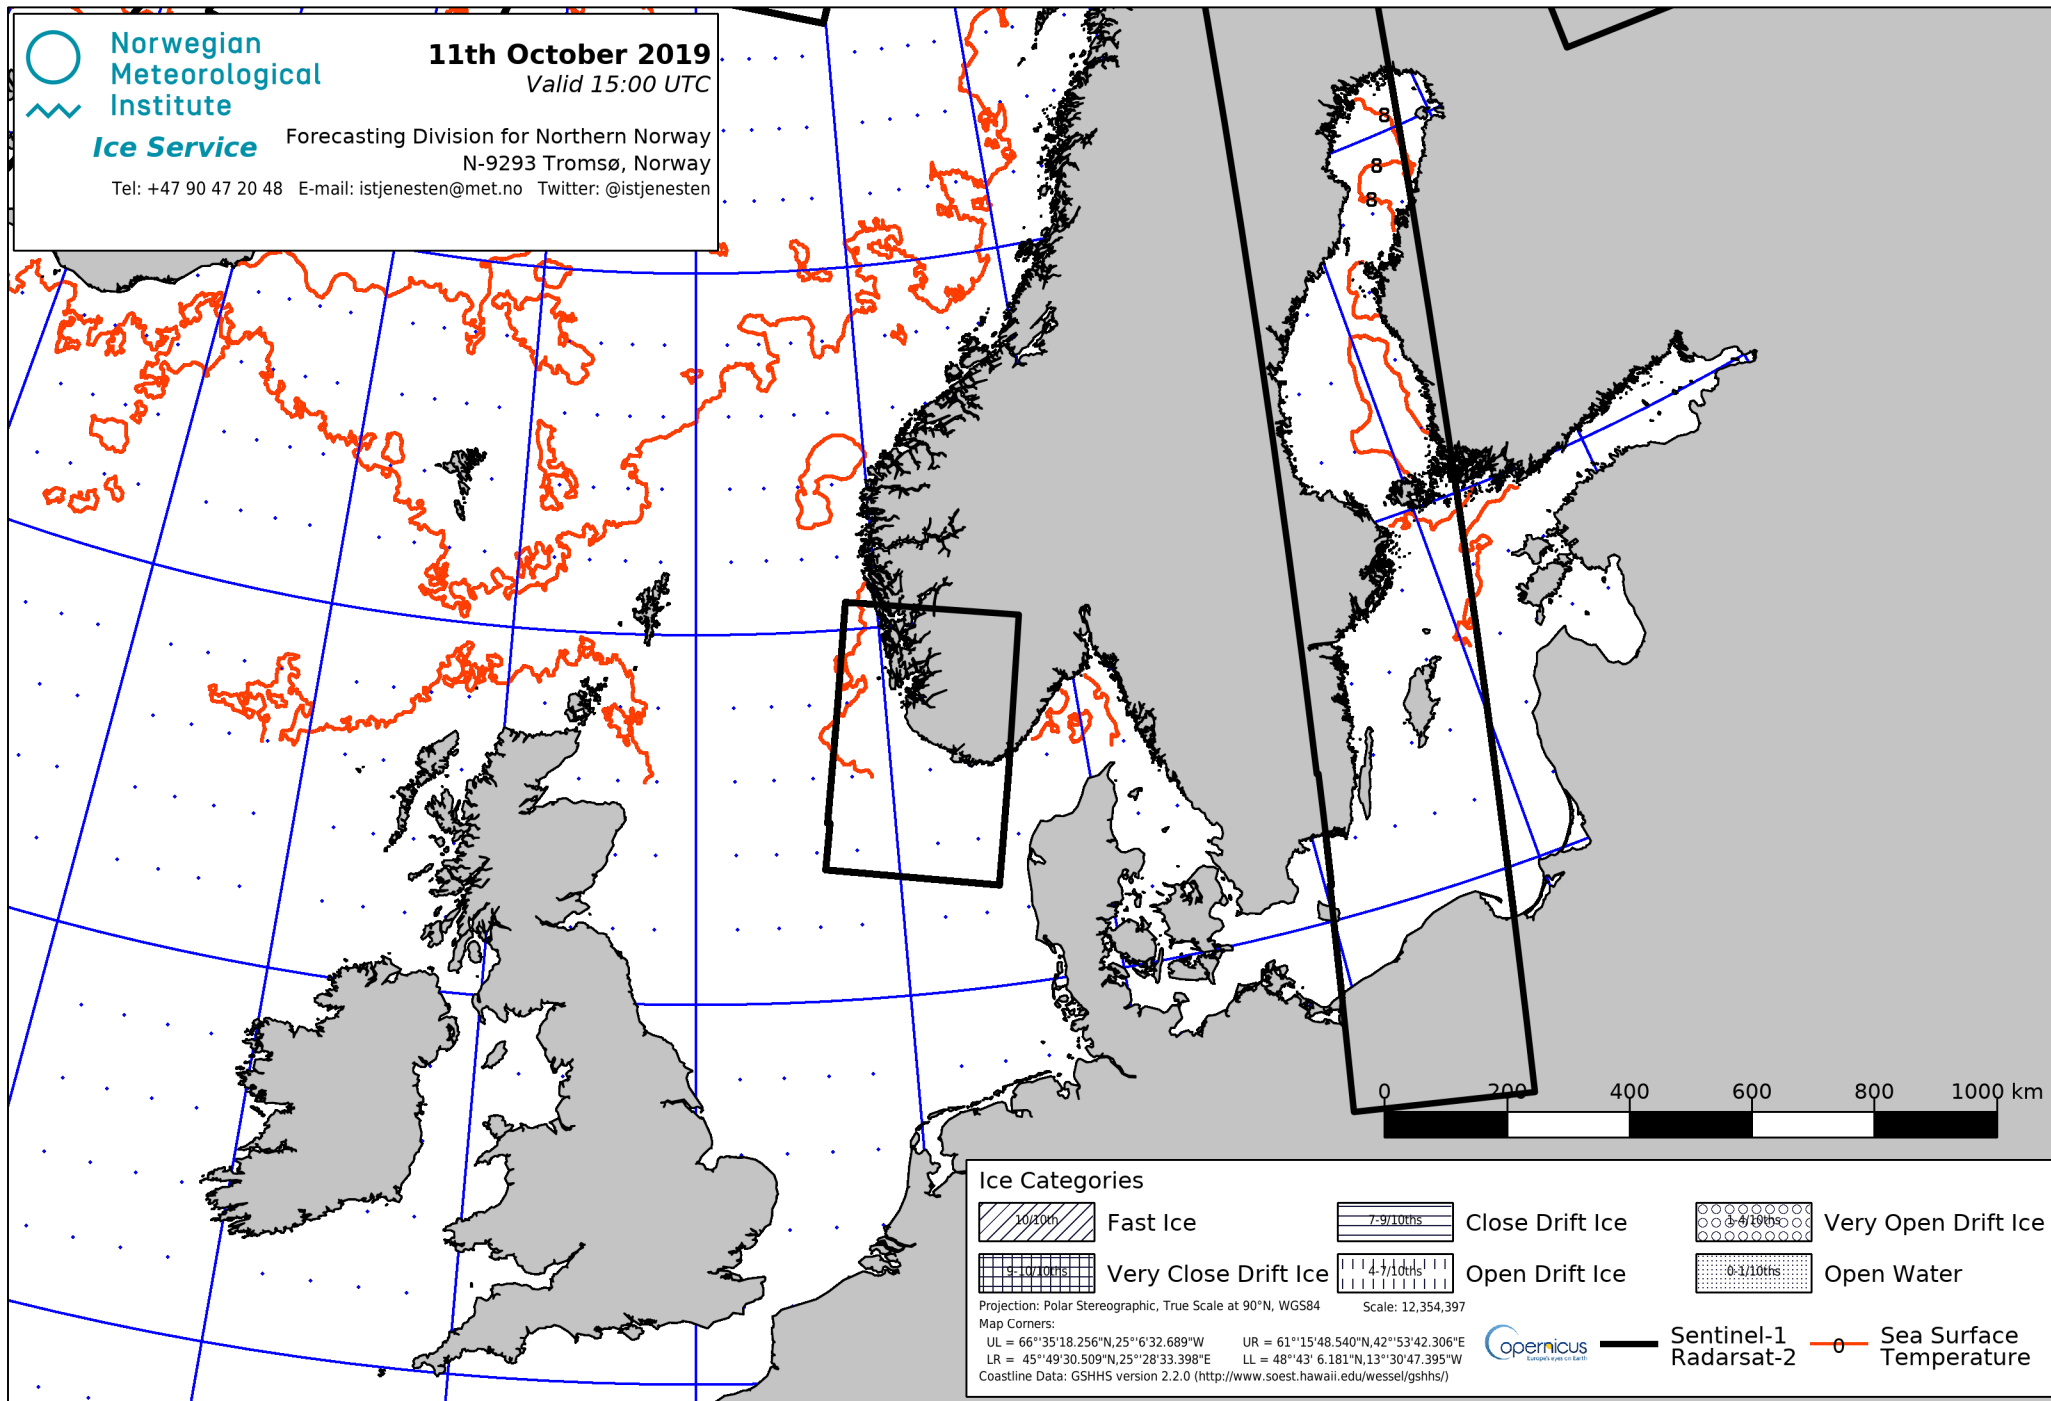 Norwegian
Meteorological
Institute
Ice Service
11th October 2019
Valid 15:00 UTC
Forecasting Division for Northern Norway
N-9293 Tromsø, Norway
Tel: +47 90 47 20 48   E-mail: istjenesten@met.no   Twitter: @istjenesten
8
8
8
0 200 400 600 800 1000 km
Ice Categories
10/10th Fast Ice
7-9/10ths Close Drift Ice
1-4/10ths Very Open Drift Ice
9-10/10ths Very Close Drift Ice
4-7/10ths Open Drift Ice
0-1/10ths Open Water
Projection: Polar Stereographic, True Scale at 90°N, WGS84   Scale: 12,354,397
Map Corners:
UL = 66°'35'18.256"N,25°'6'32.689"W   UR = 61°'15'48.540"N,42°'53'42.306"E
LR = 45°'49'30.509"N,25°'28'33.398"E   LL = 48°'43' 6.181"N,13°'30'47.395"W
Coastline Data: GSHHS version 2.2.0 (http://www.soest.hawaii.edu/wessel/gshhs/)
opernicus
Europe's eyes on Earth
Sentinel-1
Radarsat-2
0
Sea Surface
Temperature